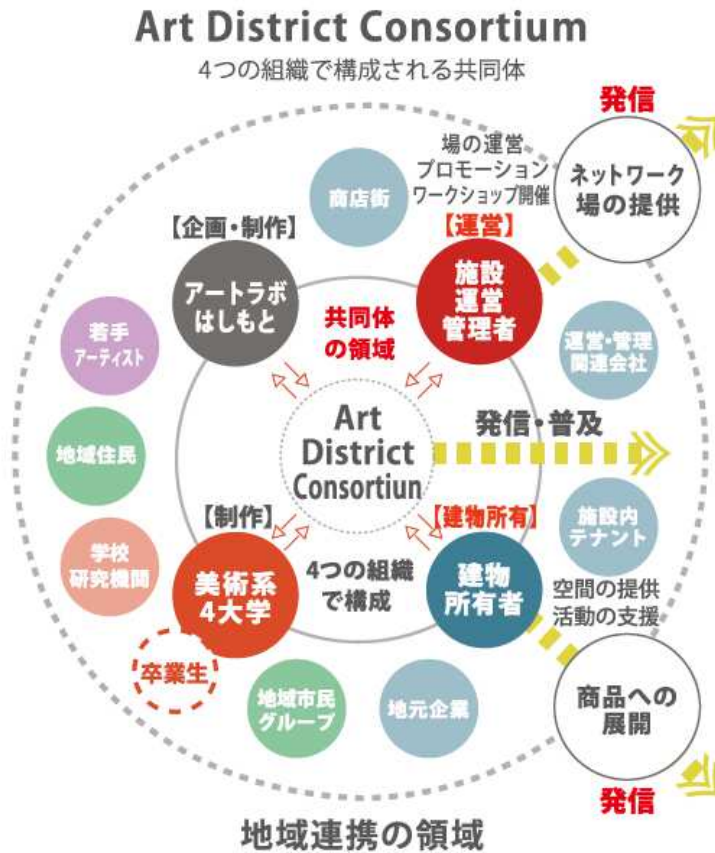 Art District Consortium
4つの組織で構成される共同体
発信
ネットワーク
場の提供
場の運営
プロモーション
ワークショップ開催
商店街
【企画・制作】
【運営】
アートラボ
はしもと
施設
運営
管理者
共同体
の領域
若手
アーティスト
運営・管理
関連会社
Art
District
Consortiun
発信・普及
地域住民
【制作】
【建物所有】
施設内
テナント
学校
研究機関
美術系
4大学
4つの組織
で構成
建物
所有者
空間の提供
活動の支援
卒業生
地域市民
グループ
地元企業
商品への
展開
発信
地域連携の領域